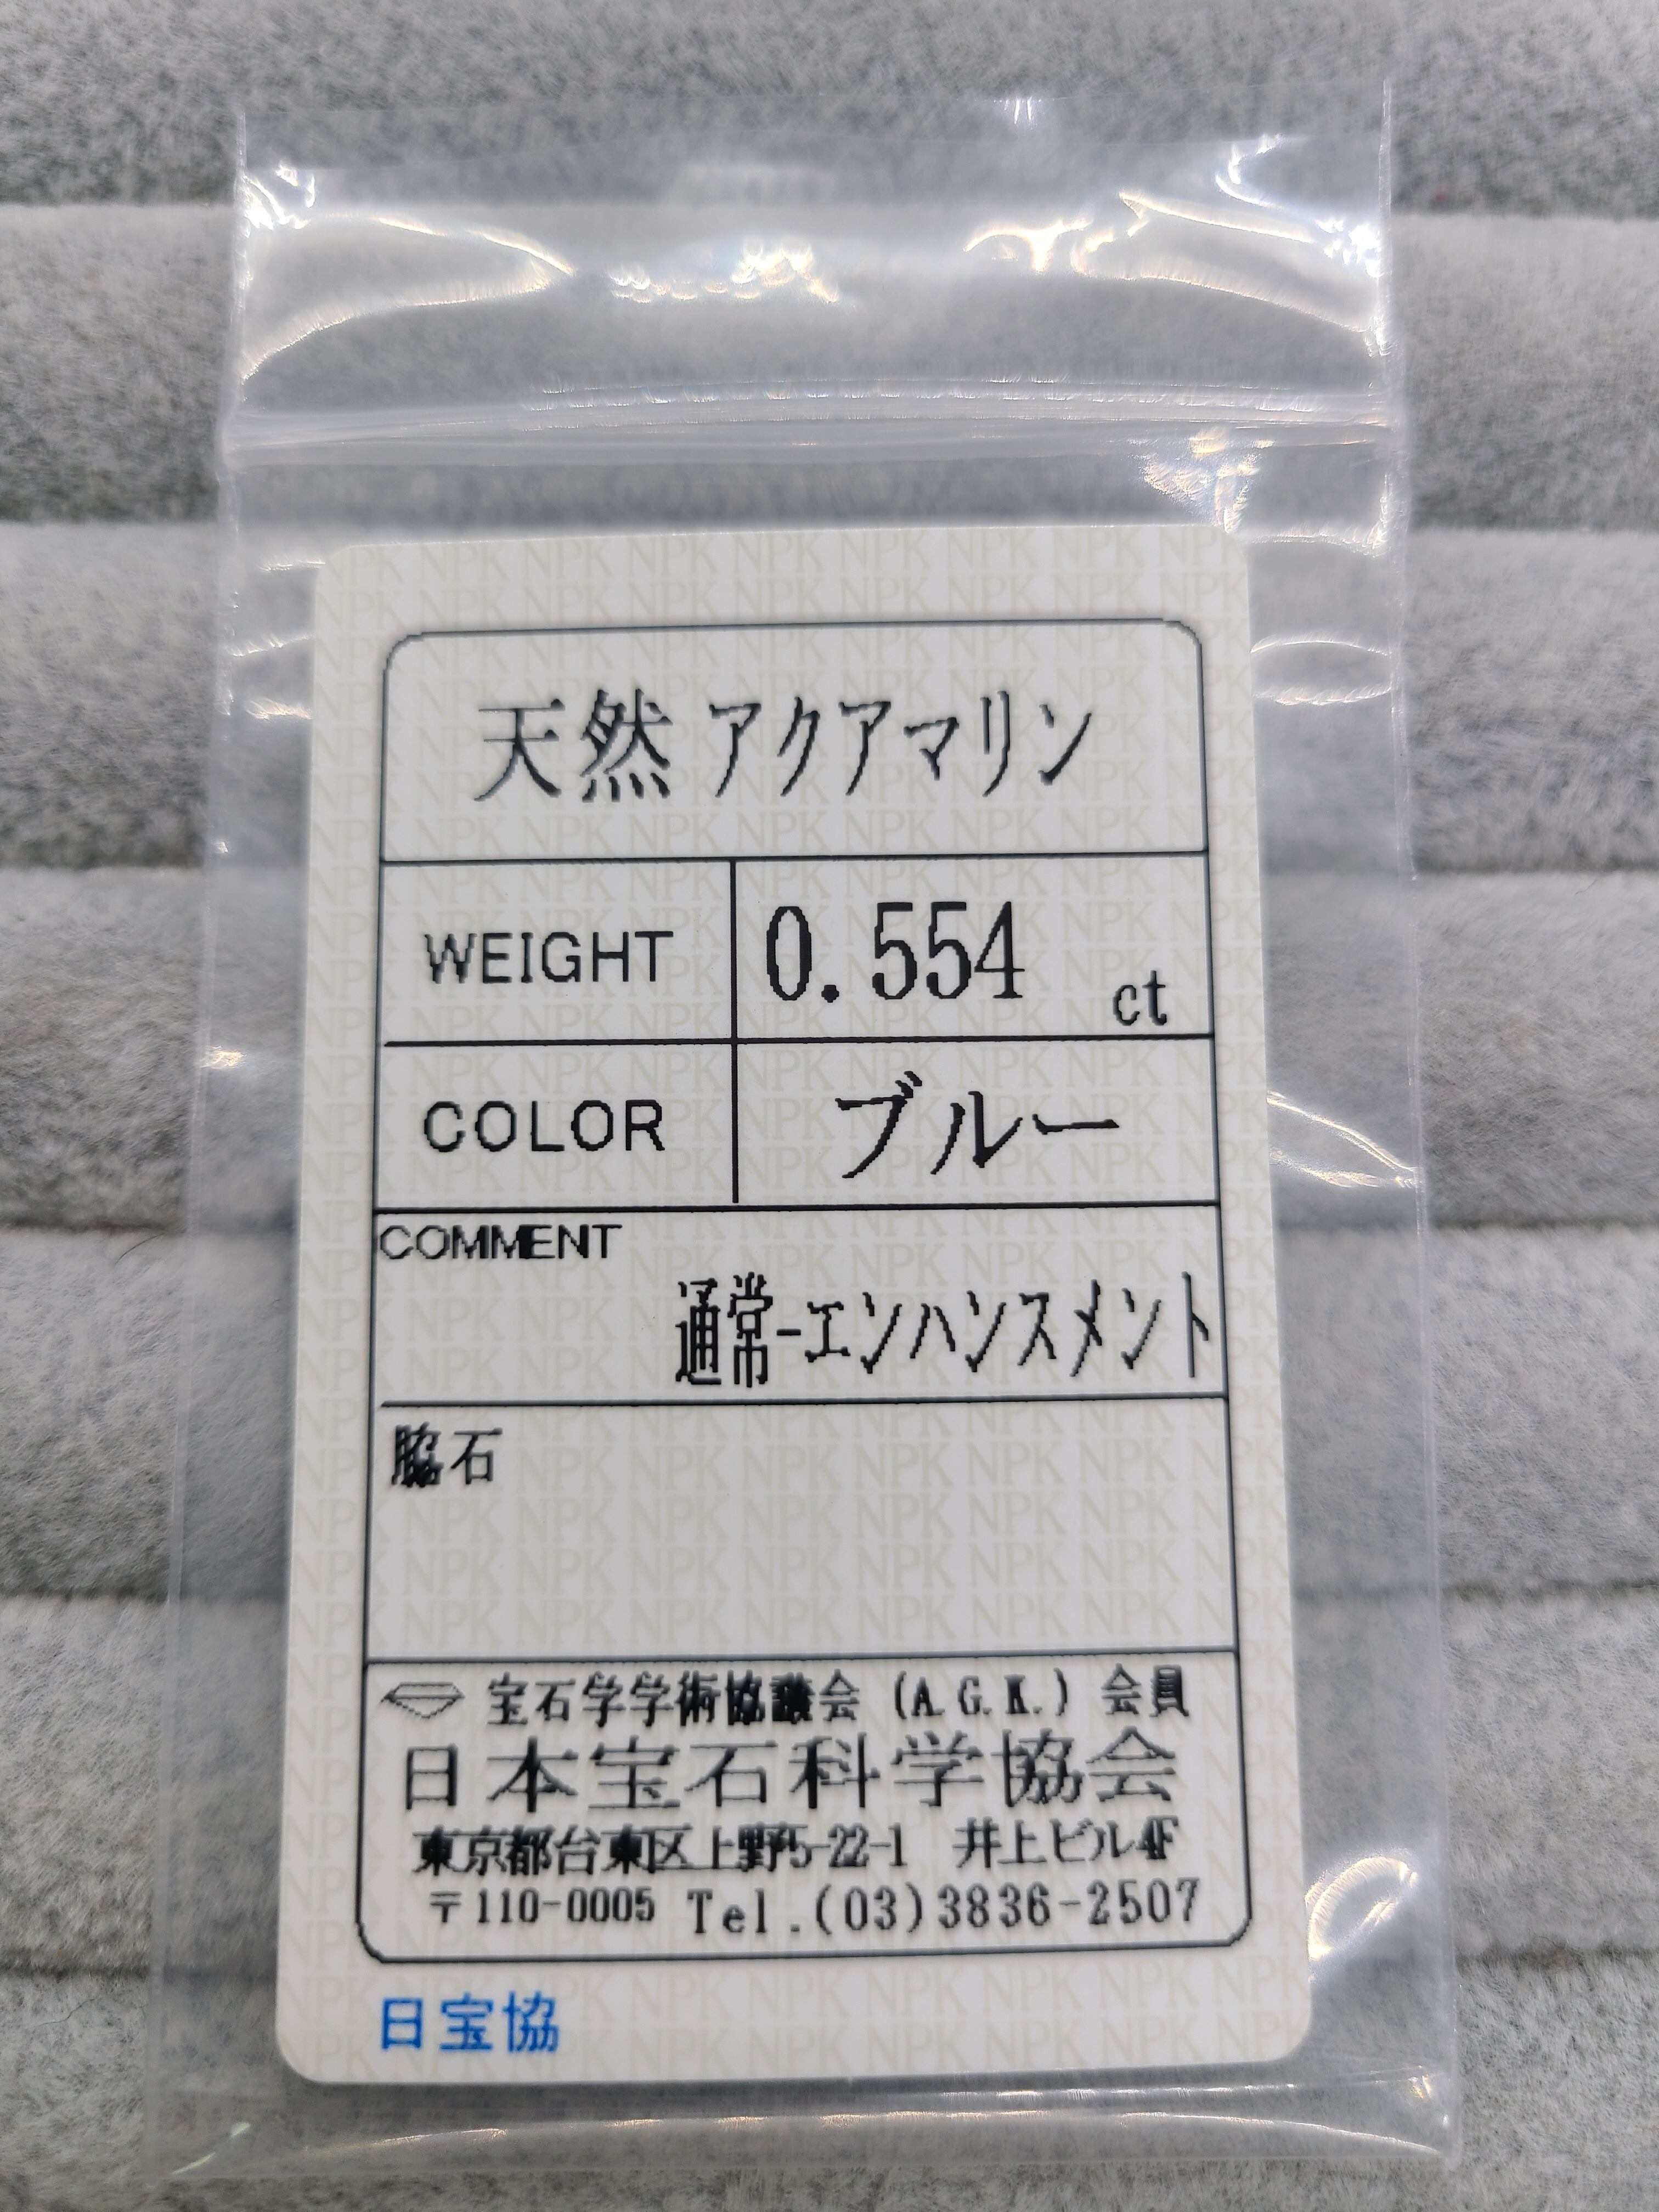 天然 アクアマリン
WEIGHT 0.554 ct
COLOR ブルー
COMMENT
通常-エンハンスメント
脇石
宝石学学術協議会 (A.G.K.) 会員
日本宝石科学協会
東京都台東区上野5-22-1 井上ビル4F
〒110-0005 Tel.(03)3836-2507
日宝協